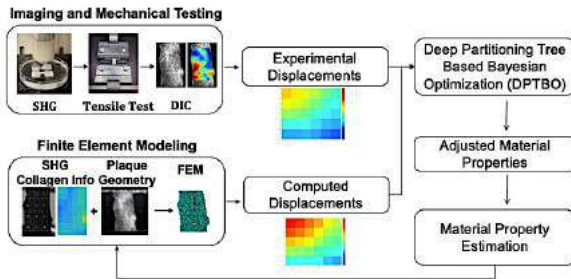 Imaging and Mechanical Testing
SHG
Tensile Test
DIC
Experimental
Displacements
Deep Partitioning Tree
Based Bayesian
Optimization (DPTBO)
Adjusted Material
Properties
Material Property
Estimation
Finite Element Modeling
SHG
Collagen Info
Plaque
Geometry
FEM
Computed
Displacements